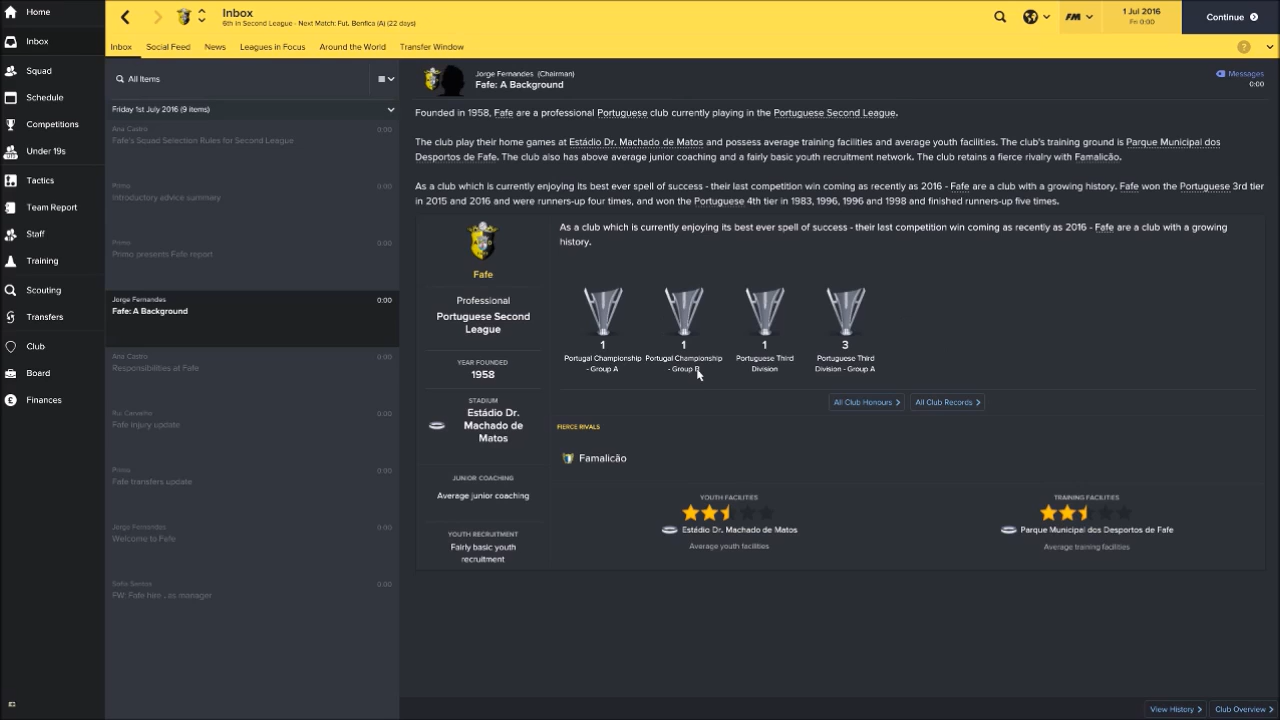 Home
Inbox
Squad
Schedule
Competitions
Under 19s
Tactics
Team Report
Staff
Training
Scouting
Transfers
Club
Board
Finances
Inbox
6th in Second League - Next Match: Fut. Benfica (A) (22 days)
FM
1 Jul 2016
Fri 0:00
Continue
Inbox
Social Feed
News
Leagues in Focus
Around the World
Transfer Window
All Items
Friday 1st July 2016 (9 items)
Ana Castro 0:00
Fafe's Squad Selection Rules for Second League
Primo 0:00
Introductory advice summary
Primo 0:00
Primo presents Fafe report
Jorge Fernandes 0:00
Fafe: A Background
Ana Castro 0:00
Responsibilities at Fafe
Rui Carvalho 0:00
Fafe injury update
Primo 0:00
Fafe transfers update
Jorge Fernandes 0:00
Welcome to Fafe
Sofia Santos 0:00
FW: Fafe hire . as manager
Jorge Fernandes (Chairman)
Fafe: A Background
Messages
0:00
Founded in 1958, Fafe are a professional Portuguese club currently playing in the Portuguese Second League.
The club play their home games at Estádio Dr. Machado de Matos and possess average training facilities and average youth facilities. The club's training ground is Parque Municipal dos
Desportos de Fafe. The club also has above average junior coaching and a fairly basic youth recruitment network. The club retains a fierce rivalry with Famalicão.
As a club which is currently enjoying its best ever spell of success - their last competition win coming as recently as 2016 - Fafe are a club with a growing history. Fafe won the Portuguese 3rd tier
in 2015 and 2016 and were runners-up four times, and won the Portuguese 4th tier in 1983, 1996, 1996 and 1998 and finished runners-up five times.
Fafe
Professional
Portuguese Second
League
YEAR FOUNDED
1958
STADIUM
Estádio Dr.
Machado de
Matos
JUNIOR COACHING
Average junior coaching
YOUTH RECRUITMENT
Fairly basic youth
recruitment
As a club which is currently enjoying its best ever spell of success - their last competition win coming as recently as 2016 - Fafe are a club with a growing
history.
1
Portugal Championship
- Group A
1
Portugal Championship
- Group B
1
Portuguese Third
Division
3
Portuguese Third
Division - Group A
All Club Honours
All Club Records
FIERCE RIVALS
Famalicão
YOUTH FACILITIES
Estádio Dr. Machado de Matos
Average youth facilities
TRAINING FACILITIES
Parque Municipal dos Desportos de Fafe
Average training facilities
View History
Club Overview